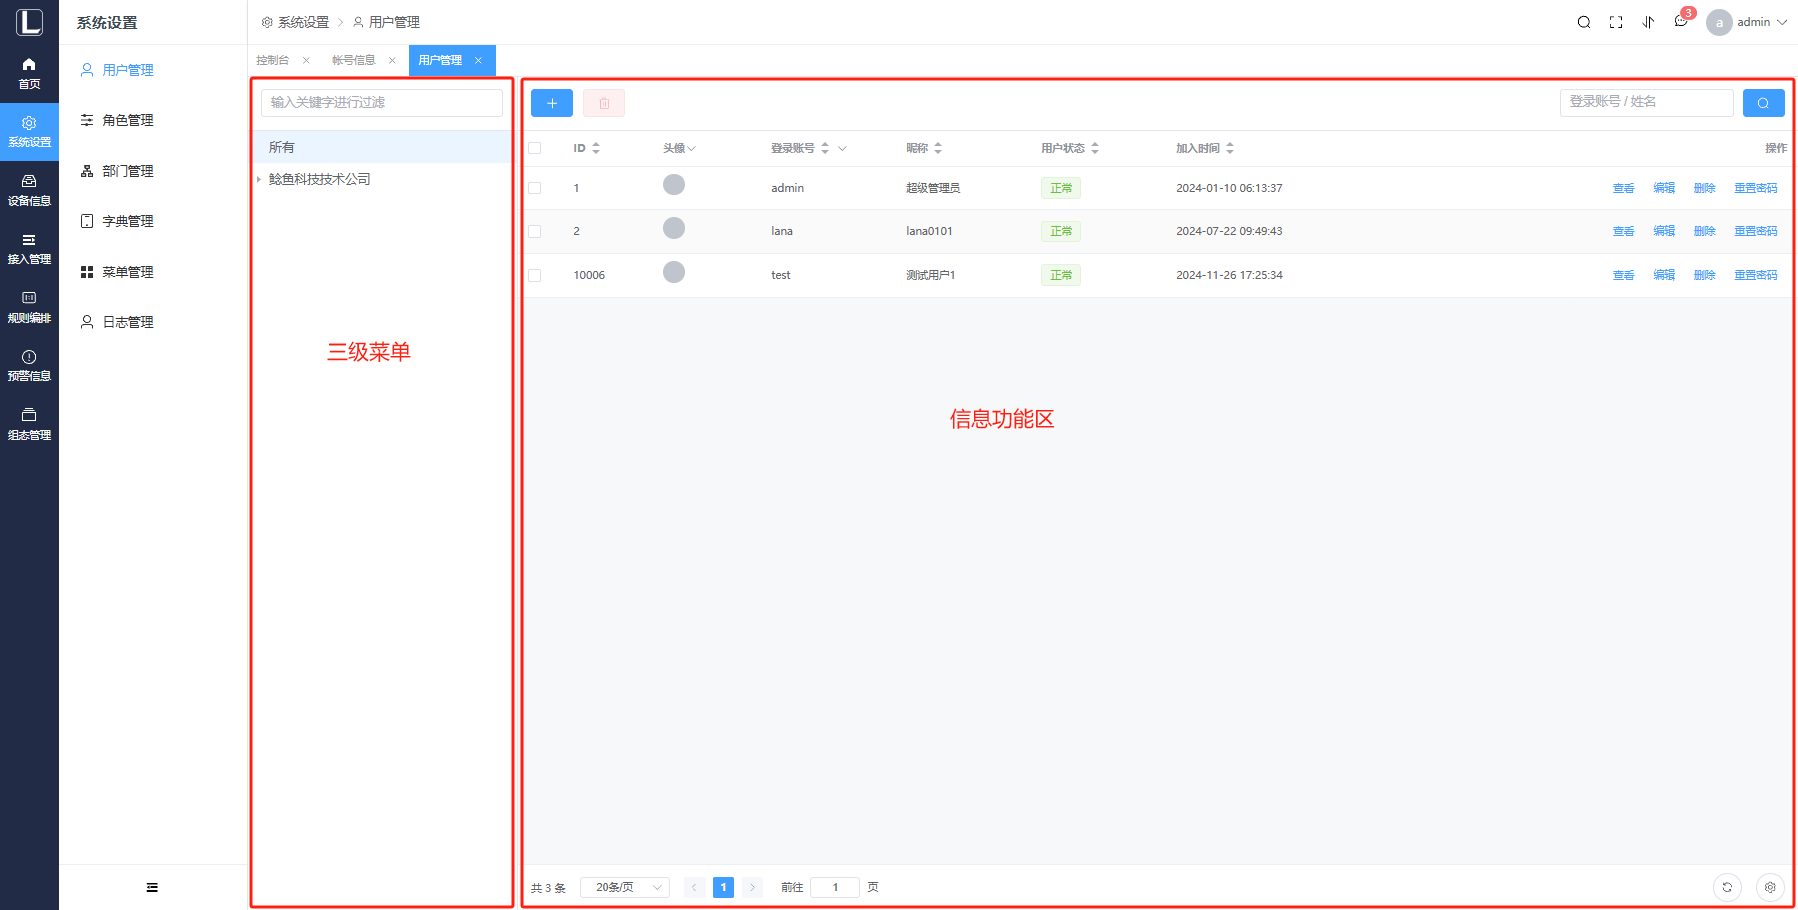 系统设置
系统设置 > 用户管理
3
a
admin
首页
系统设置
设备信息
接入管理
规则编排
预警信息
组态管理
用户管理
角色管理
部门管理
字典管理
菜单管理
日志管理
控制台 × 帐号信息 × 用户管理 ×
输入关键字进行过滤
所有
鲶鱼科技技术公司
三级菜单
登录账号 / 姓名
ID 头像 登录账号 昵称 用户状态 加入时间 操作
1 admin 超级管理员 正常 2024-01-10 06:13:37 查看 编辑 删除 重置密码
2 lana lana0101 正常 2024-07-22 09:49:43 查看 编辑 删除 重置密码
10006 test 测试用户1 正常 2024-11-26 17:25:34 查看 编辑 删除 重置密码
信息功能区
共 3 条 20条/页 1 前往 1 页